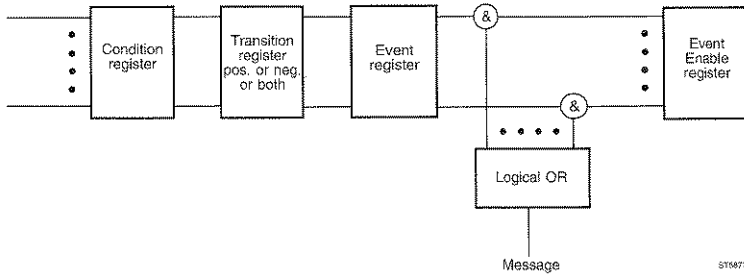 Condition
register
Transition
register
pos. or neg.
or both
Event
register
&
&
Event
Enable
register
Logical OR
Message